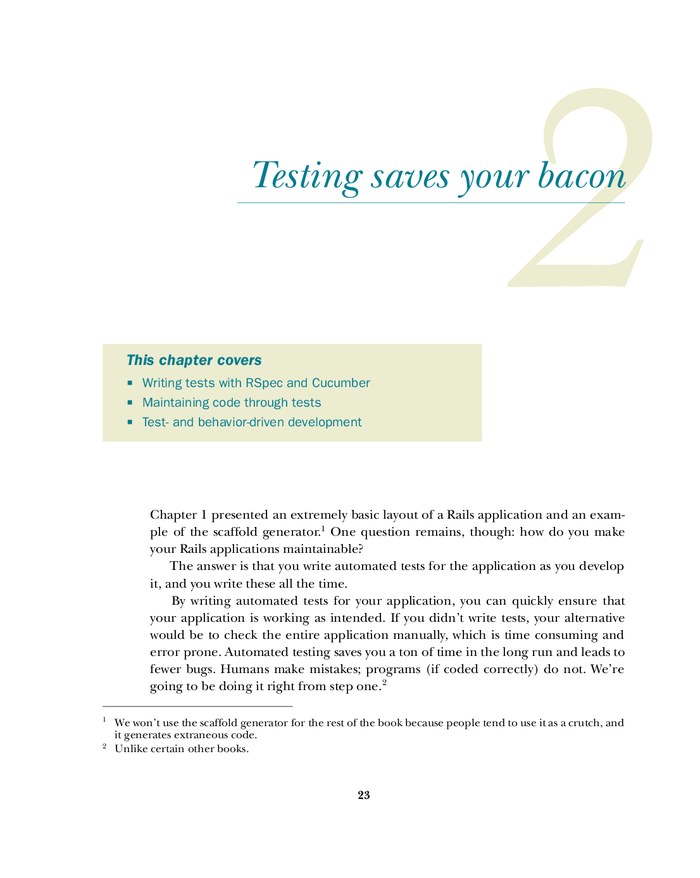 2
Testing saves your bacon
This chapter covers
■ Writing tests with RSpec and Cucumber
■ Maintaining code through tests
■ Test- and behavior-driven development
Chapter 1 presented an extremely basic layout of a Rails application and an exam-
ple of the scaffold generator.1 One question remains, though: how do you make
your Rails applications maintainable?
The answer is that you write automated tests for the application as you develop
it, and you write these all the time.
By writing automated tests for your application, you can quickly ensure that
your application is working as intended. If you didn't write tests, your alternative
would be to check the entire application manually, which is time consuming and
error prone. Automated testing saves you a ton of time in the long run and leads to
fewer bugs. Humans make mistakes; programs (if coded correctly) do not. We're
going to be doing it right from step one.2
1 We won't use the scaffold generator for the rest of the book because people tend to use it as a crutch, and
it generates extraneous code.
2 Unlike certain other books.
23